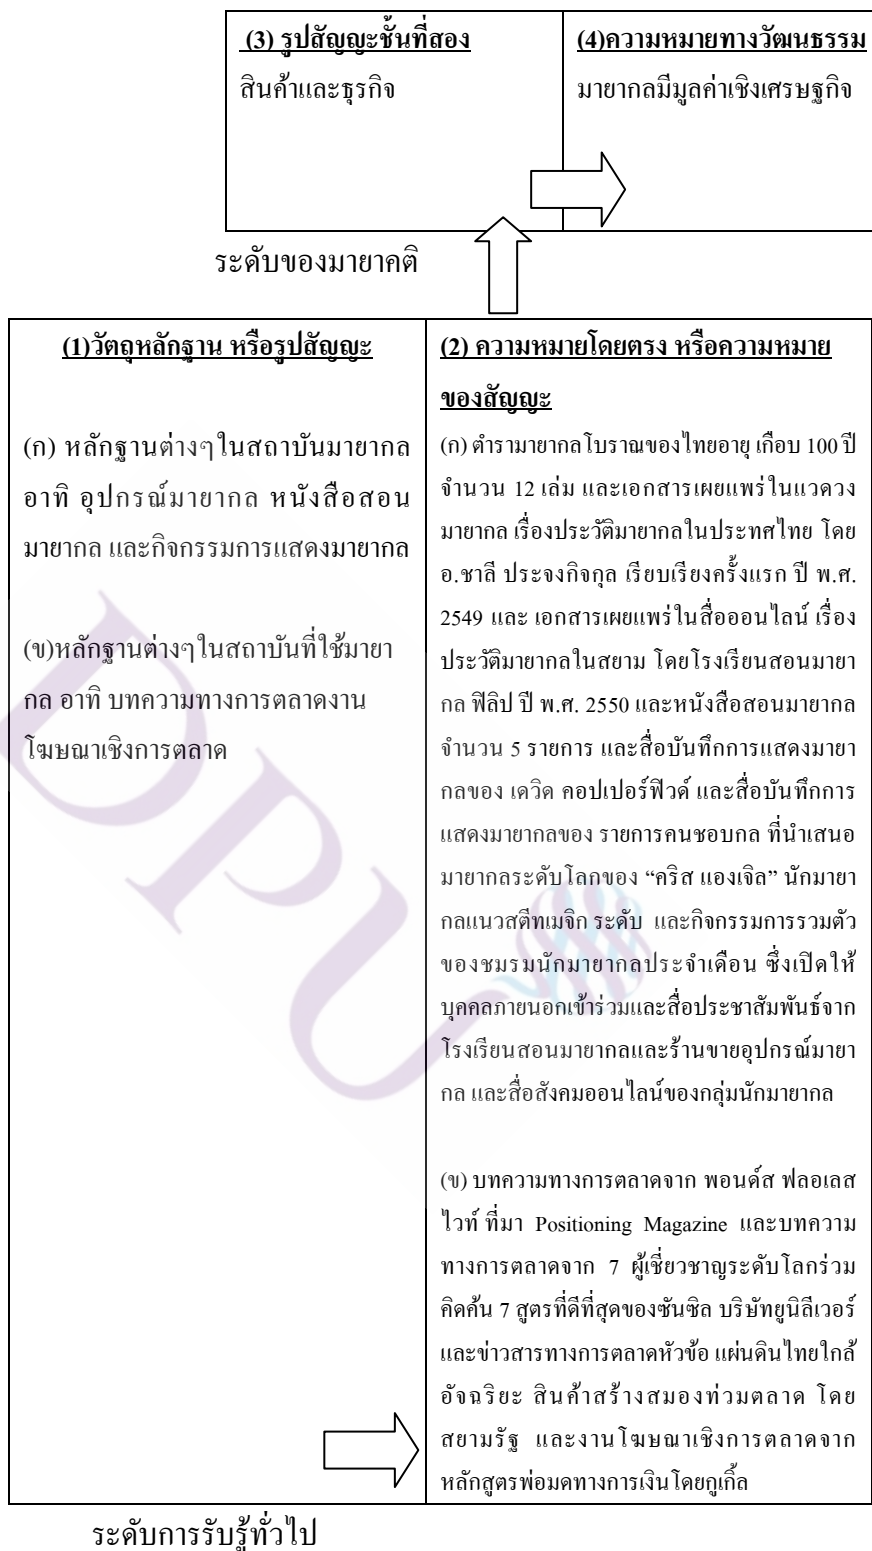 (3) รูปสัญญะชั้นที่สอง
สินค้าและธุรกิจ
(4)ความหมายทางวัฒนธรรม
มายากลมีมูลค่าเชิงเศรษฐกิจ
ระดับของมายาคติ
(1)วัตถุหลักฐาน หรือรูปสัญญะ
(ก) หลักฐานต่างๆในสถาบันมายากล
อาทิ อุปกรณ์มายากล หนังสือสอน
มายากล และกิจกรรมการแสดงมายากล
(ข)หลักฐานต่างๆในสถาบันที่ใช้มายา
กล อาทิ บทความทางการตลาดงาน
โฆษณาเชิงการตลาด
(2) ความหมายโดยตรง หรือความหมาย
ของสัญญะ
(ก) ตำรามายากลโบราณของไทยอายุ เกือบ 100 ปี
จำนวน 12 เล่ม และเอกสารเผยแพร่ในแวดวง
มายากล เรื่องประวัติมายากลในประทศไทย โดย
อ.ชาลี ประจงกิจกุล เรียบเรียงครั้งแรก ปี พ.ศ.
2549 และ เอกสารเผยแพร่ในสื่อออนไลน์ เรื่อง
ประวัติมายากลในสยาม โดยโรงเรียนสอนมายา
กล ฟิลิป ปี พ.ศ. 2550 และหนังสือสอนมายากล
จำนวน 5 รายการ และสื่อบันทึกการแสดงมายา
กลของ เดวิด คอปเปอร์ฟิวด์ และสื่อบันทึกการ
แสดงมายากลของ รายการคนชอบกล ที่นำเสนอ
มายากลระดับโลกของ “คริส แองเจิล” นักมายา
กลแนวสตีทเมจิก ระดับ และกิจกรรมการรวมตัว
ของชมรมนักมายากลประจำเดือน ซึ่งเปิดให้
บุคคลภายนอกเข้าร่วมและสื่อประชาสัมพันธ์จาก
โรงเรียนสอนมายากลและร้านขายอุปกรณ์มายา
กล และสื่อสังคมออนไลน์ของกลุ่มนักมายากล
(ข) บทความทางการตลาดจาก พอนด์ส ฟลอเลส
ไวท์ ที่มา Positioning Magazine และบทความ
ทางการตลาดจาก 7 ผู้เชี่ยวชาญระดับโลกร่วม
คิดค้น 7 สูตรที่ดีที่สุดของซันซิล บริษัทยูนิลีเวอร์
และข่าวสารทางการตลาดหัวข้อ แผ่นดินไทยใกล้
อัจฉริยะ สินค้าสร้างสมองท่วมตลาด โดย
สยามรัฐ และงานโฆษณาเชิงการตลาดจาก
หลักสูตรพ่อมดทางการเงิน โดยกูเกิ้ล
ระดับการรับรู้ทั่วไป
DPU